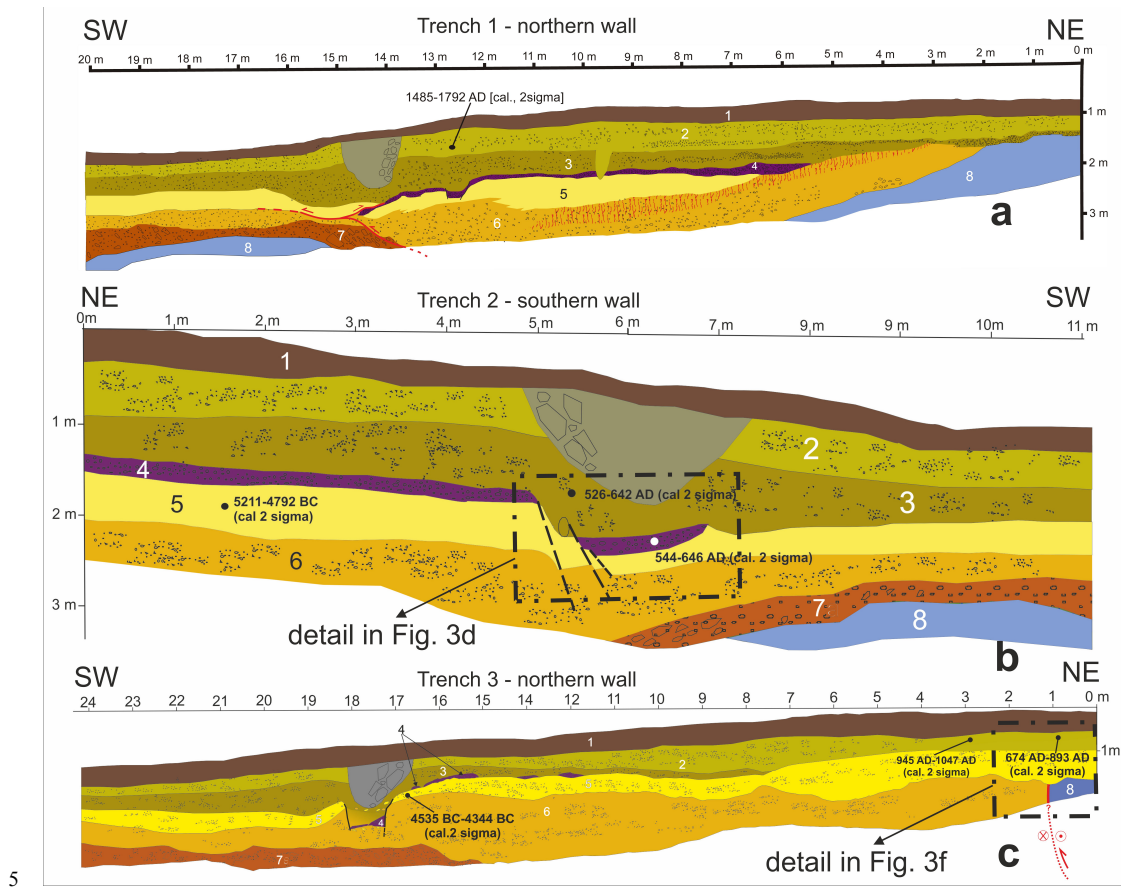 SW
Trench 1 - northern wall
NE
20 m 19 m 18 m 17 m 16 m 15 m 14 m 13 m 12 m 11 m 10 m 9 m 8 m 7 m 6 m 5 m 4 m 3 m 2 m 1 m 0 m
1485-1792 AD [cal., 2sigma]
1
2
3
4
5
6
7
8
8
1 m
2 m
3 m
a
NE
Trench 2 - southern wall
SW
0m 1 m 2 m 3 m 4 m 5 m 6 m 7 m 9 m 9 m 10m 11 m
1 m
2 m
3 m
1
2
3
4
5
6
7
8
5211-4792 BC
(cal 2 sigma)
526-642 AD (cal 2 sigma)
544-646 AD (cal. 2 sigma)
detail in Fig. 3d
b
SW
Trench 3 - northern wall
NE
24 23 22 21 20 19 18 17 16 15 14 13 12 11 10 9 8 7 6 5 4 3 2 1 0 m
4
1
2
3
5
5
6
4
7
8
1m
945 AD-1047 AD
(cal. 2 sigma)
674 AD-893 AD
(cal. 2 sigma)
4535 BC-4344 BC
(cal.2 sigma)
?
detail in Fig. 3f
c
5